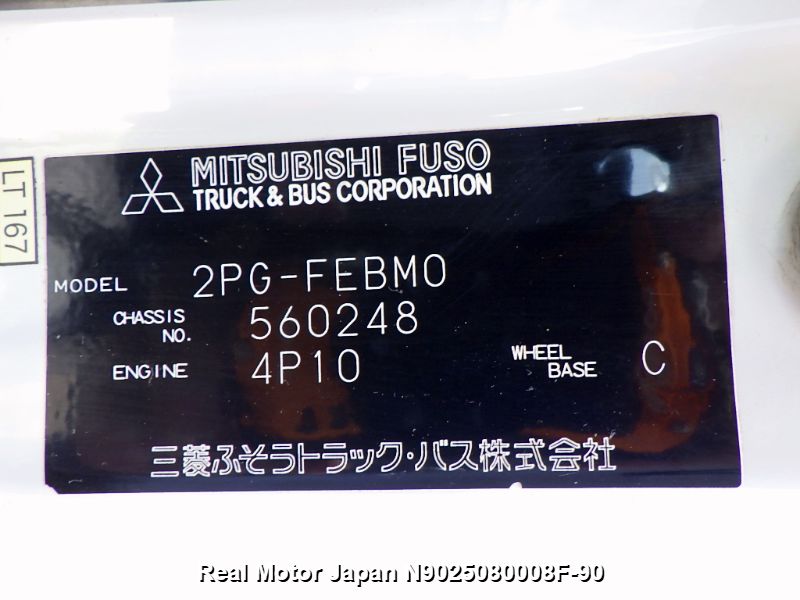 LT 167
MITSUBISHI FUSO
TRUCK & BUS CORPORATION
MODEL 2PG-FEBM0
CHASSIS NO. 560248
ENGINE 4P10
WHEEL BASE C
三菱ふそうトラック・バス株式会社
Real Motor Japan N9025080008F-90